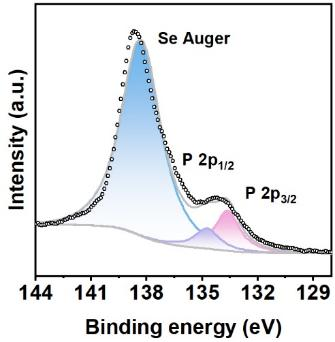 Se Auger
P 2p1/2
P 2p3/2
Intensity (a.u.)
144 141 138 135 132 129
Binding energy (eV)